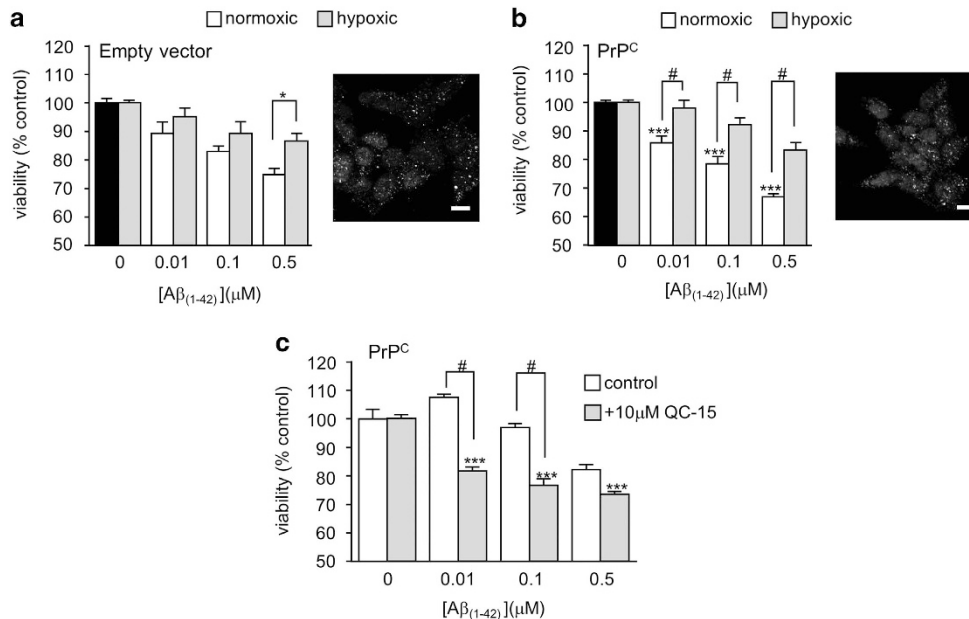 a
normoxic hypoxic
Empty vector
viability (% control)
120
110
100
90
80
70
60
50
*
0 0.01 0.1 0.5
[Aβ(1-42)](μM)
b
normoxic hypoxic
PrPC
viability (% control)
120
110
100
90
80
70
60
50
# # #
***
***
***
0 0.01 0.1 0.5
[Aβ(1-42)](μM)
c
PrPC
control
+10μM QC-15
viability (% control)
120
110
100
90
80
70
60
50
# #
***
***
***
0 0.01 0.1 0.5
[Aβ(1-42)](μM)